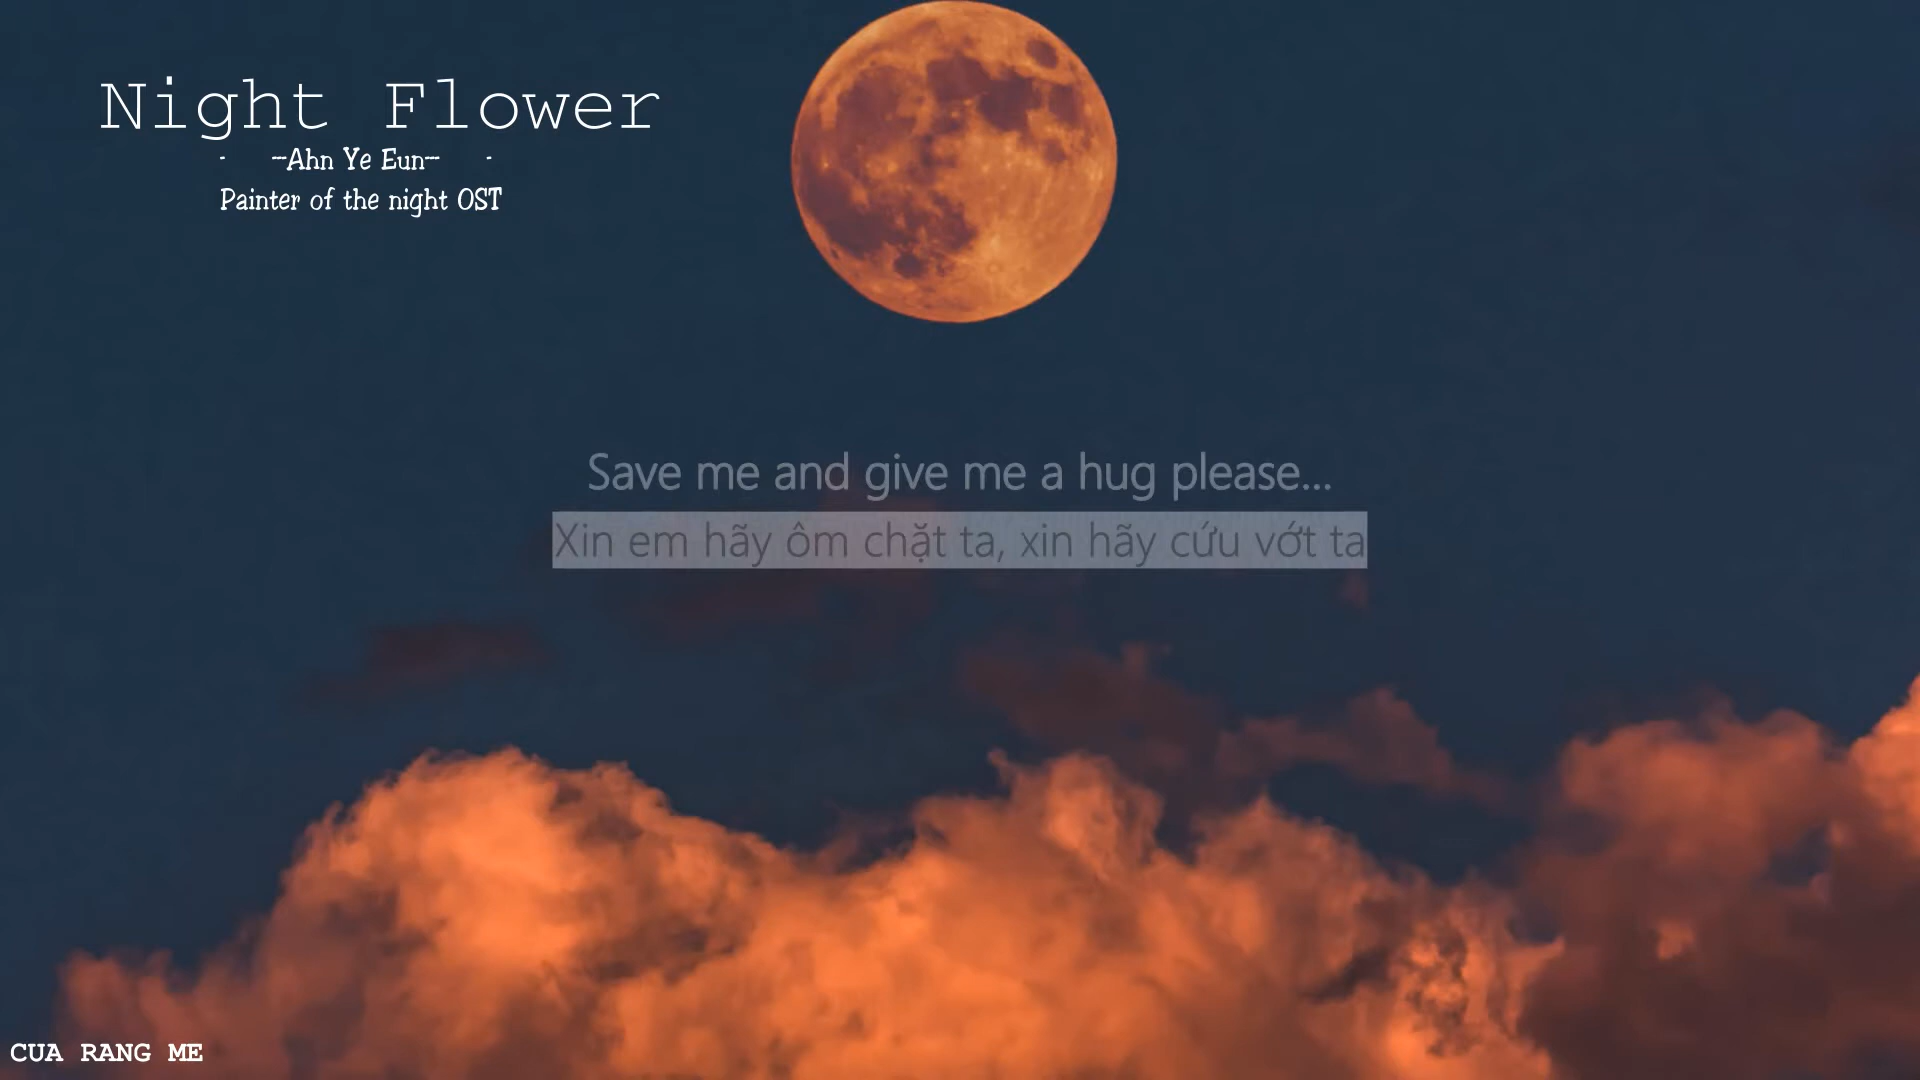 Night Flower
- --Ahn Ye Eun-- -
Painter of the night OST
Save me and give me a hug please...
Xin em hãy ôm chặt ta, xin hãy cứu vớt ta
CUA RANG ME